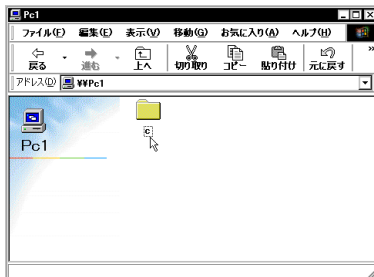 Pc1
ファイル(F) 編集(E) 表示(V) 移動(G) お気に入り(A) ヘルプ(H)
戻る 進む 上へ 切り取り コピー 貼り付け 元に戻す »
アドレス(D) ¥¥Pc1
c
Pc1